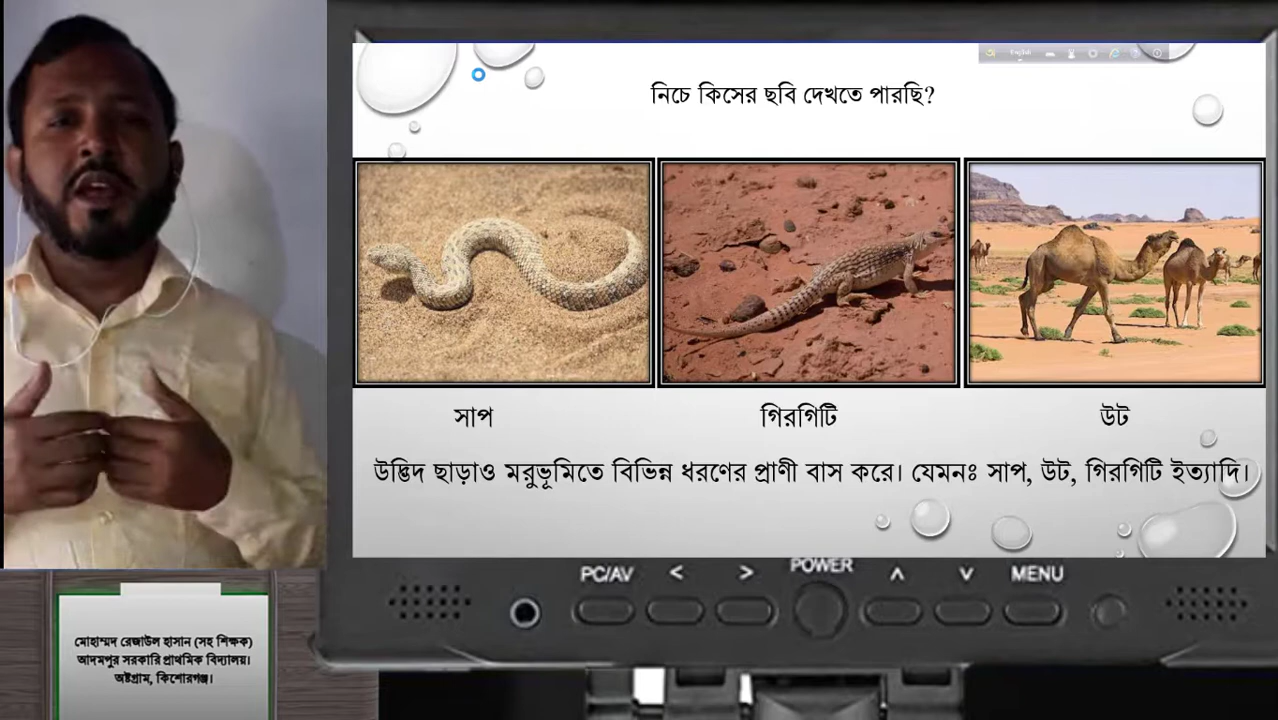 English
নিচে কিসের ছবি দেখতে পারছি?
সাপ
গিরগিটি
উট
উদ্ভিদ ছাড়াও মরুভূমিতে বিভিন্ন ধরণের প্রাণী বাস করে। যেমনঃ সাপ, উট, গিরগিটি ইত্যাদি।
PC/AV < > POWER ˄ ˅ MENU
মোহাম্মদ রেজাউল হাসান (সহ শিক্ষক)
আদমপুর সরকারি প্রাথমিক বিদ্যালয়।
অষ্টগ্রাম, কিশোরগঞ্জ।